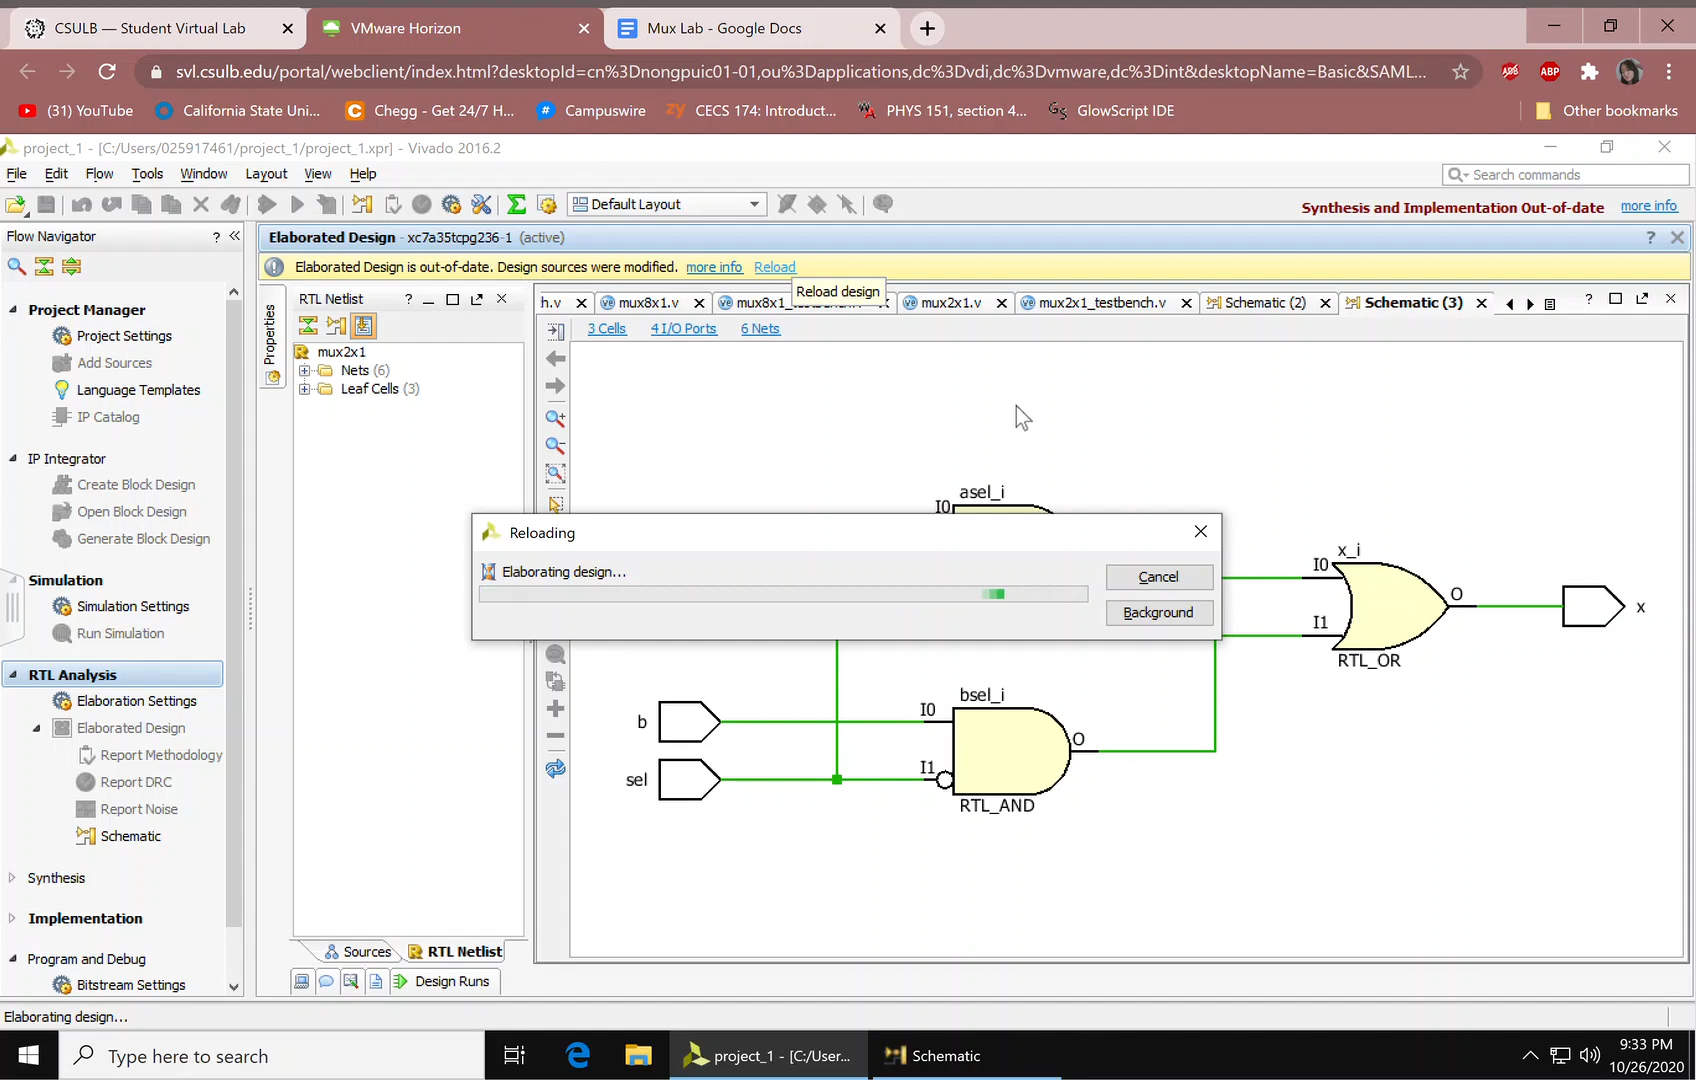 CSULB — Student Virtual Lab
VMware Horizon
Mux Lab - Google Docs
svl.csulb.edu/portal/webclient/index.html?desktopId=cn%3Dnongpuic01-01,ou%3Dapplications,dc%3Dvdi,dc%3Dvmware,dc%3Dint&desktopName=Basic&SAML...
ABP
(31) YouTube
California State Uni...
Chegg - Get 24/7 H...
Campuswire
zy CECS 174: Introduct...
PHYS 151, section 4...
GlowScript IDE
Other bookmarks
project_1 - [C:/Users/025917461/project_1/project_1.xpr] - Vivado 2016.2
File Edit Flow Tools Window Layout View Help
Search commands
Default Layout
Synthesis and Implementation Out-of-date more info
Flow Navigator
Elaborated Design - xc7a35tcpg236-1 (active)
Elaborated Design is out-of-date. Design sources were modified. more info Reload
Reload design
Project Manager
Project Settings
Add Sources
Language Templates
IP Catalog
IP Integrator
Create Block Design
Open Block Design
Generate Block Design
Simulation
Simulation Settings
Run Simulation
RTL Analysis
Elaboration Settings
Elaborated Design
Report Methodology
Report DRC
Report Noise
Schematic
Synthesis
Implementation
Program and Debug
Bitstream Settings
Properties
RTL Netlist
mux2x1
Nets (6)
Leaf Cells (3)
Sources
RTL Netlist
Design Runs
h.v
mux8x1.v
mux8x1_
mux2x1.v
mux2x1_testbench.v
Schematic (2)
Schematic (3)
3 Cells 4 I/O Ports 6 Nets
asel_i
I0
x_i
I0
I1
O
x
RTL_OR
Reloading
Elaborating design...
Cancel
Background
b
sel
bsel_i
I0
I1
O
RTL_AND
Elaborating design...
Type here to search
project_1 - [C:/User...
Schematic
9:33 PM
10/26/2020